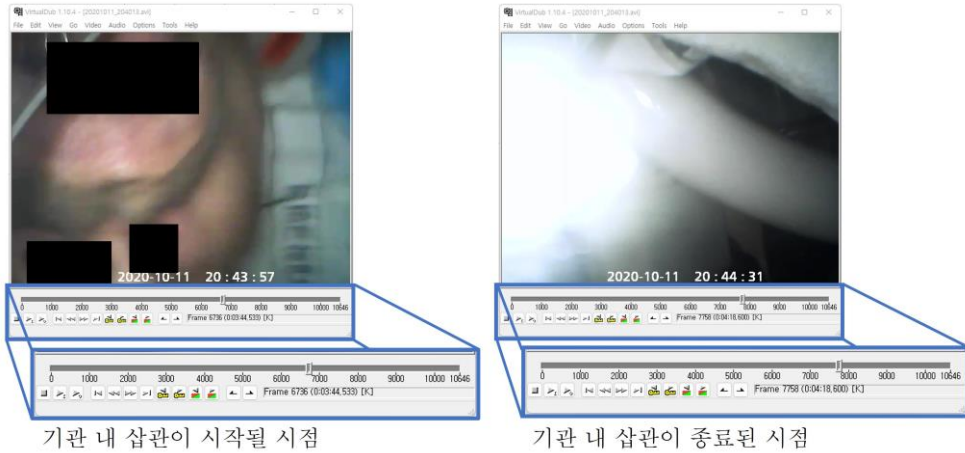 VirtualDub 1.10.4 - [20201011_204013.avi]
File Edit View Go Video Audio Options Tools Help
2020-10-11 20:43:57
0 1000 2000 3000 4000 5000 6000 7000 8000 9000 10000 10646
Frame 6736 (0:03:44.533) [K]
0 1000 2000 3000 4000 5000 6000 7000 8000 9000 10000 10646
Frame 6736 (0:03:44.533) [K]
기관 내 삽관이 시작될 시점
VirtualDub 1.10.4 - [20201011_204013.avi]
File Edit View Go Video Audio Options Tools Help
2020-10-11 20:44:31
0 1000 2000 3000 4000 5000 6000 7000 8000 9000 10000 10646
Frame 7758 (0:04:18.600) [K]
0 1000 2000 3000 4000 5000 6000 7000 8000 9000 10000 10646
Frame 7758 (0:04:18.600) [K]
기관 내 삽관이 종료된 시점